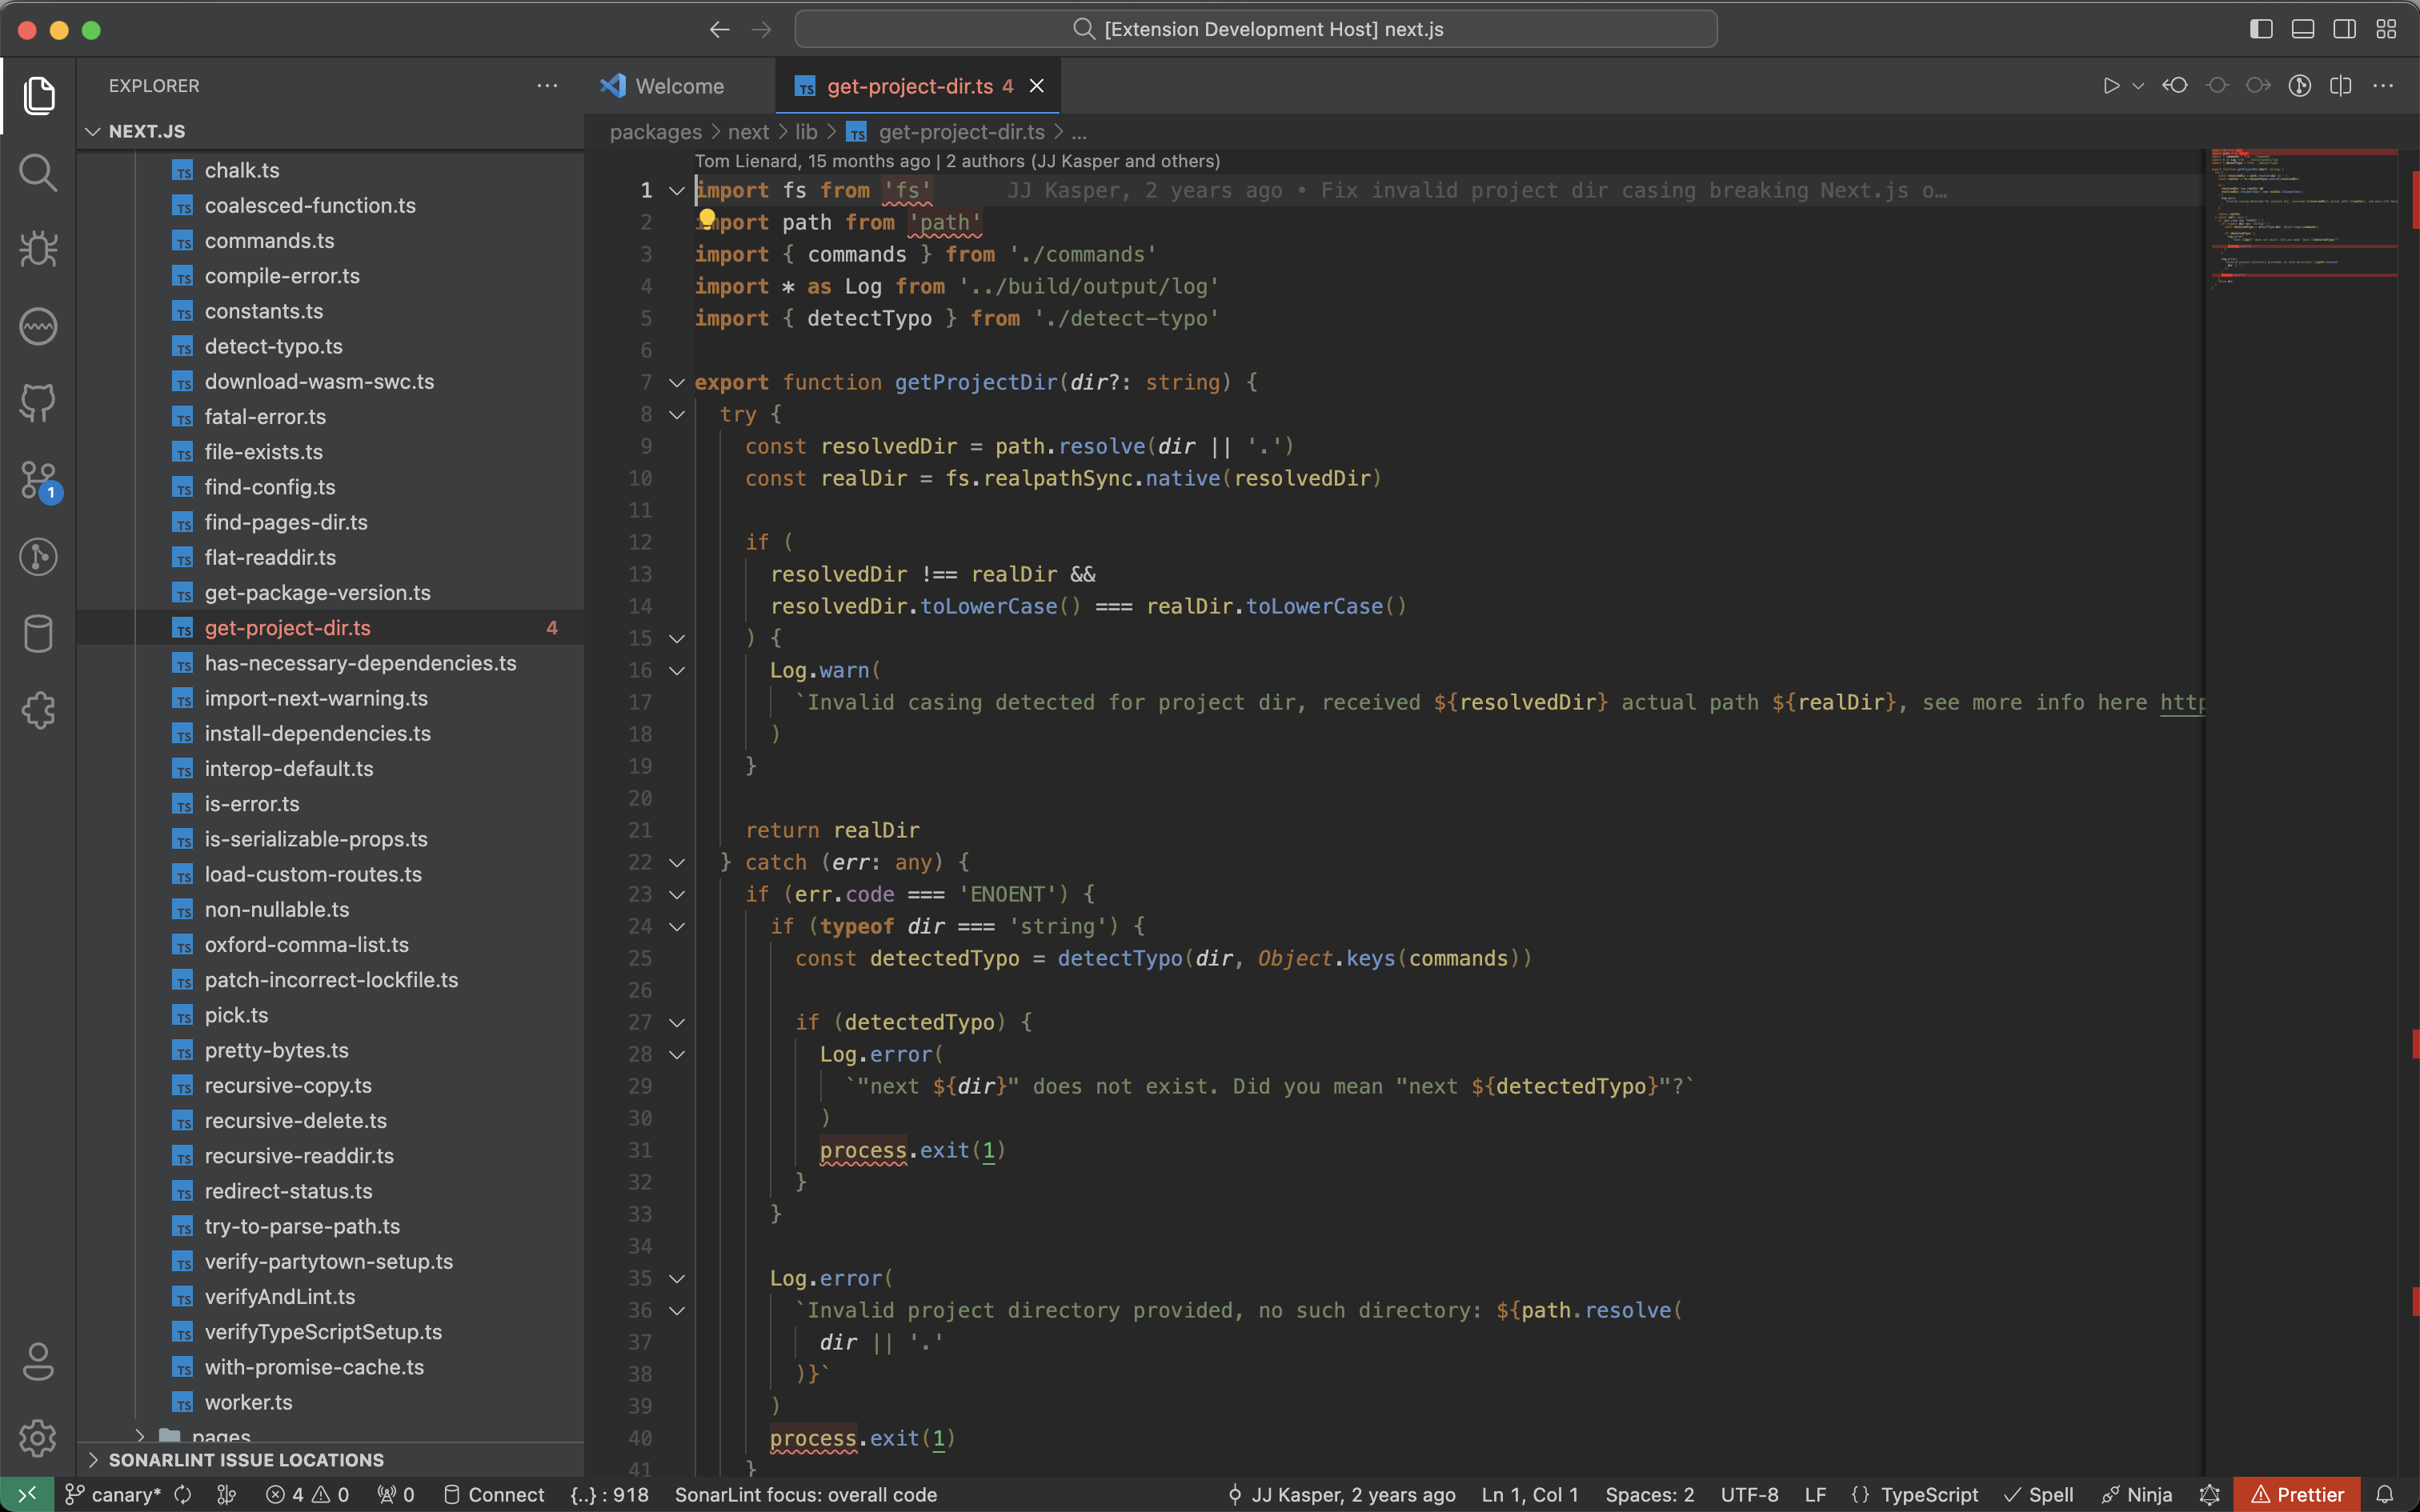 [Extension Development Host] next.js
EXPLORER
NEXT.JS
chalk.ts
coalesced-function.ts
commands.ts
compile-error.ts
constants.ts
detect-typo.ts
download-wasm-swc.ts
fatal-error.ts
file-exists.ts
find-config.ts
find-pages-dir.ts
flat-readdir.ts
get-package-version.ts
get-project-dir.ts 4
has-necessary-dependencies.ts
import-next-warning.ts
install-dependencies.ts
interop-default.ts
is-error.ts
is-serializable-props.ts
load-custom-routes.ts
non-nullable.ts
oxford-comma-list.ts
patch-incorrect-lockfile.ts
pick.ts
pretty-bytes.ts
recursive-copy.ts
recursive-delete.ts
recursive-readdir.ts
redirect-status.ts
try-to-parse-path.ts
verify-partytown-setup.ts
verifyAndLint.ts
verifyTypeScriptSetup.ts
with-promise-cache.ts
worker.ts
pages
SONARLINT ISSUE LOCATIONS
1
Welcome
TS get-project-dir.ts 4
packages > next > lib > TS get-project-dir.ts > ...
Tom Lienard, 15 months ago | 2 authors (JJ Kasper and others)
1 import fs from 'fs' JJ Kasper, 2 years ago • Fix invalid project dir casing breaking Next.js o…
2 import path from 'path'
3 import { commands } from './commands'
4 import * as Log from '../build/output/log'
5 import { detectTypo } from './detect-typo'
6
7 export function getProjectDir(dir?: string) {
8 try {
9 const resolvedDir = path.resolve(dir || '.')
10 const realDir = fs.realpathSync.native(resolvedDir)
11
12 if (
13 resolvedDir !== realDir &&
14 resolvedDir.toLowerCase() === realDir.toLowerCase()
15 ) {
16 Log.warn(
17 `Invalid casing detected for project dir, received ${resolvedDir} actual path ${realDir}, see more info here http
18 )
19 }
20
21 return realDir
22 } catch (err: any) {
23 if (err.code === 'ENOENT') {
24 if (typeof dir === 'string') {
25 const detectedTypo = detectTypo(dir, Object.keys(commands))
26
27 if (detectedTypo) {
28 Log.error(
29 `"next ${dir}" does not exist. Did you mean "next ${detectedTypo}"?`
30 )
31 process.exit(1)
32 }
33 }
34
35 Log.error(
36 `Invalid project directory provided, no such directory: ${path.resolve(
37 dir || '.'
38 )}`
39 )
40 process.exit(1)
41 }
canary* 4 0 0 Connect {..} : 918 SonarLint focus: overall code JJ Kasper, 2 years ago Ln 1, Col 1 Spaces: 2 UTF-8 LF {} TypeScript Spell Ninja Prettier